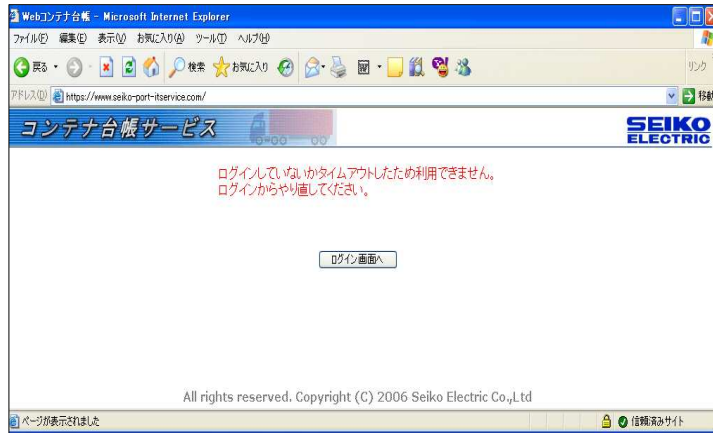 Webコンテナ台帳 - Microsoft Internet Explorer
ファイル(F) 編集(E) 表示(V) お気に入り(A) ツール(T) ヘルプ(H)
戻る 検索 お気に入り リンク
アドレス(D) https://www.seiko-port-itservice.com/ 移動
コンテナ台帳サービス SEIKO
ELECTRIC
ログインしていないかタイムアウトしたため利用できません。
ログインからやり直してください。
ログイン画面へ
All rights reserved. Copyright (C) 2006 Seiko Electric Co.,Ltd
ページが表示されました 信頼済みサイト